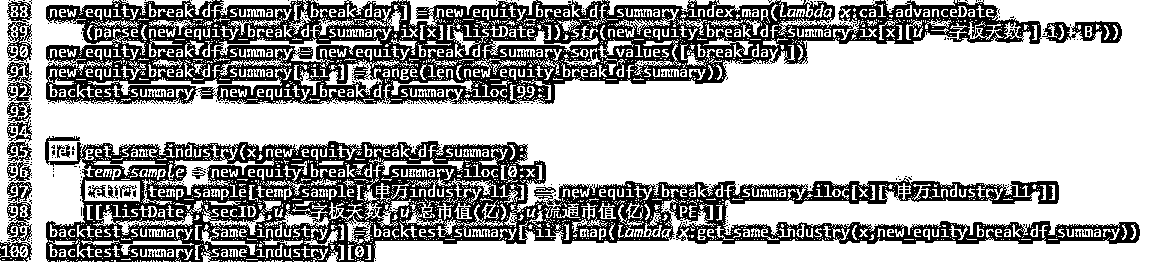 88 new_equity_break_df_summary['break_day'] = new_equity_break_df_summary.index.map(lambda x:cal.advanceDate
89 (parse(new_equity_break_df_summary.ix[x]['listDate']),str(new_equity_break_df_summary.ix[x][u'一字板天数']-1)+'B'))
90 new_equity_break_df_summary = new_equity_break_df_summary.sort_values(['break_day'])
91 new_equity_break_df_summary['ii'] = range(len(new_equity_break_df_summary))
92 backtest_summary = new_equity_break_df_summary.iloc[99:]
93
94
95 def get_same_industry(x,new_equity_break_df_summary):
96 temp_sample = new_equity_break_df_summary.iloc[0:x]
97 return temp_sample[temp_sample['申万industry_l1'] == new_equity_break_df_summary.iloc[x]['申万industry_l1']]
98 [['listDate','secID',u'一字板天数',u'总市值(亿)',u'流通市值(亿)','PE']]
99 backtest_summary['same_industry'] = backtest_summary['ii'].map(lambda x:get_same_industry(x,new_equity_break_df_summary))
100 backtest_summary['same_industry'][0]